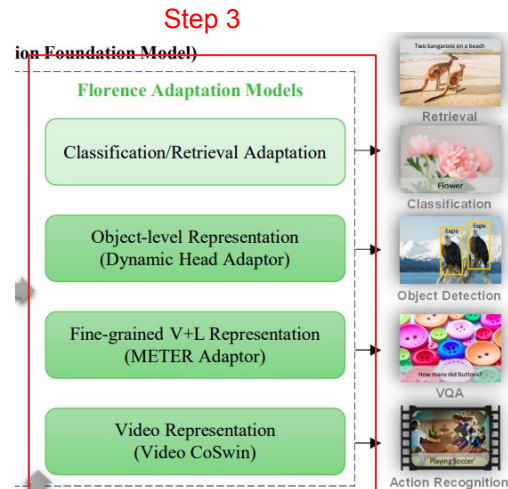 Step 3
ion Foundation Model)
Florence Adaptation Models
Classification/Retrieval Adaptation
Object-level Representation
(Dynamic Head Adaptor)
Fine-grained V+L Representation
(METER Adaptor)
Video Representation
(Video CoSwin)
Two kangaroos on a beach
Retrieval
Flower
Classification
Eagle
Eagle
Object Detection
How many red buttons?
VQA
Playing Soccer
Action Recognition